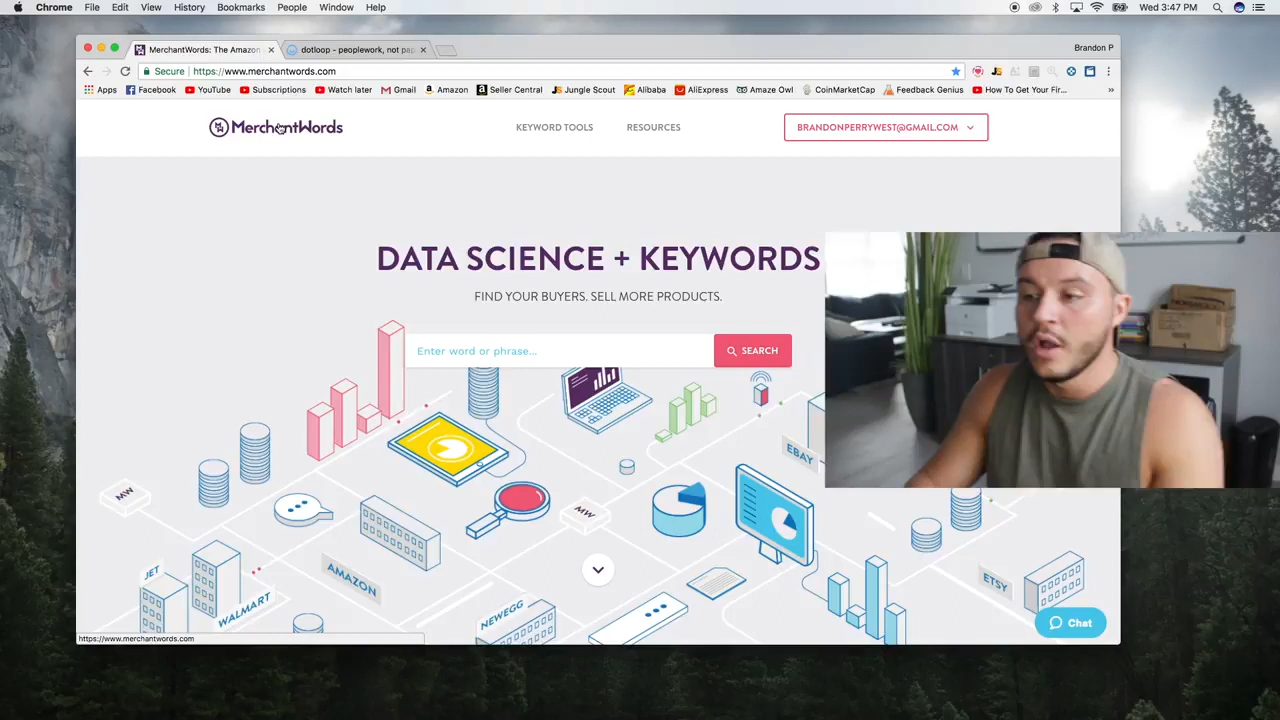 Chrome File Edit View History Bookmarks People Window Help Wed 3:47 PM
MerchantWords: The Amazon dotloop - peoplework, not pap Brandon P
Secure https://www.merchantwords.com
Apps Facebook YouTube Subscriptions Watch later Gmail Amazon Seller Central Jungle Scout Alibaba AliExpress Amaze Owl CoinMarketCap Feedback Genius How To Get Your Fir... »
MerchantWords KEYWORD TOOLS RESOURCES BRANDONPERRYWEST@GMAIL.COM
DATA SCIENCE + KEYWORDS
FIND YOUR BUYERS. SELL MORE PRODUCTS.
Enter word or phrase... SEARCH
EBAY
MW
MW
JET
AMAZON
WALMART
NEWEGG
ETSY
Chat
https://www.merchantwords.com